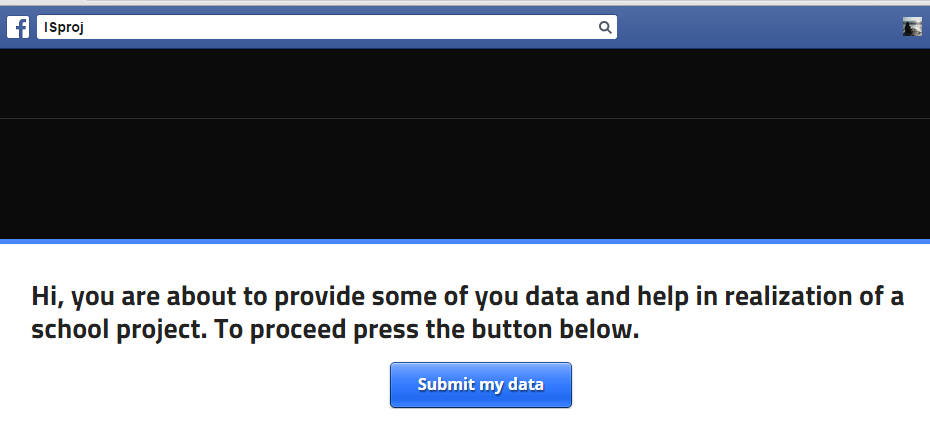 ISproj
Hi, you are about to provide some of you data and help in realization of a
school project. To proceed press the button below.
Submit my data